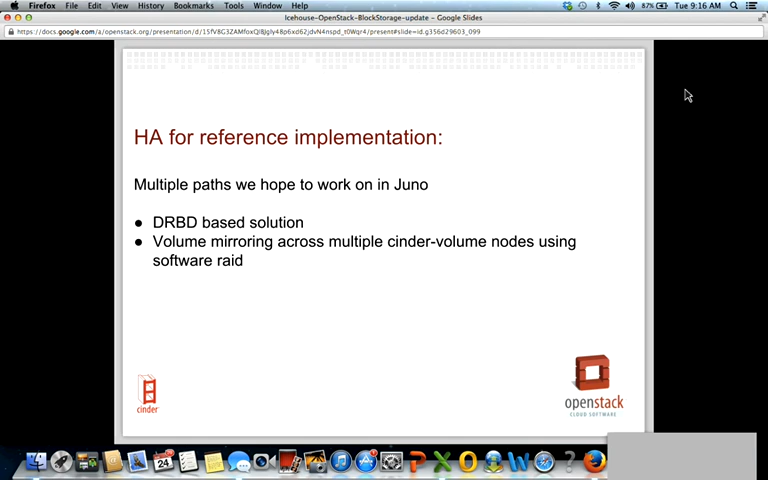 Firefox File Edit View History Bookmarks Tools Window Help 87% Tue 9:16 AM
Icehouse-OpenStack-BlockStorage-update – Google Slides
HA for reference implementation:
Multiple paths we hope to work on in Juno
● DRBD based solution
● Volume mirroring across multiple cinder-volume nodes using
software raid
cinder
openstack
CLOUD SOFTWARE
24